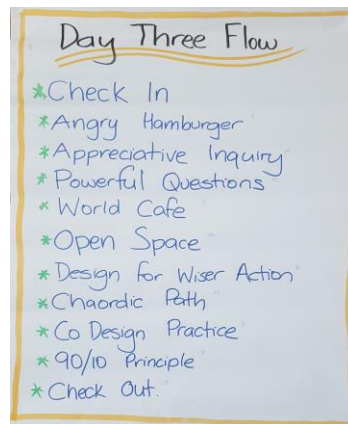 Day Three Flow
*Check In
*Angry Hamburger
*Appreciative Inquiry
*Powerful Questions
*World Cafe
*Open Space
*Design for Wiser Action
*Chaordic Path
*Co Design Practice
*90/10 Principle
*Check Out.